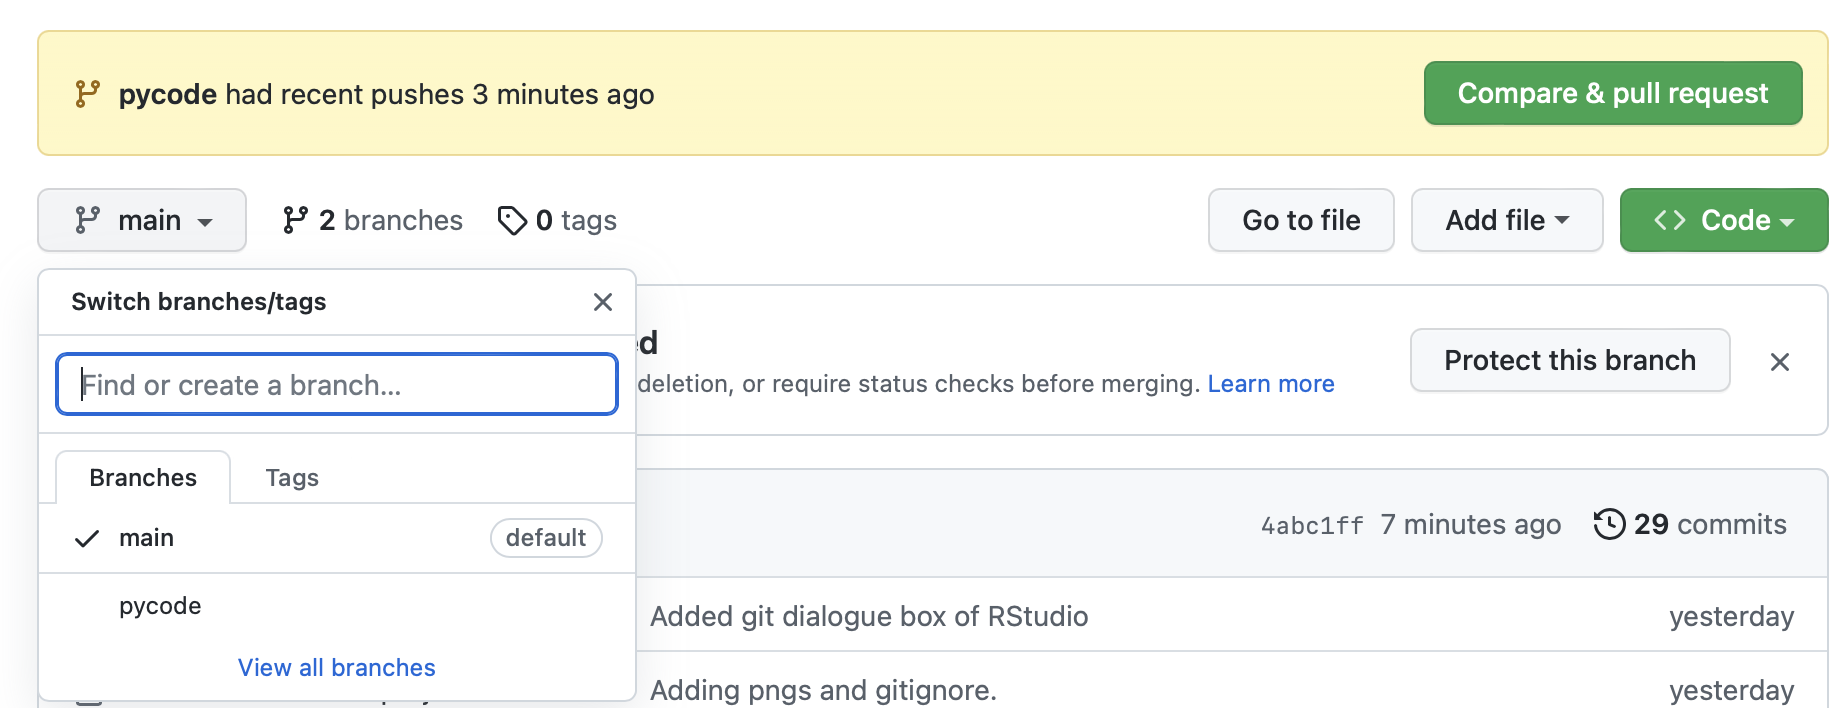 pycode had recent pushes 3 minutes ago
Compare & pull request
main
2 branches
0 tags
Go to file
Add file
Code
Switch branches/tags
Find or create a branch...
Branches
Tags
main
default
pycode
View all branches
deletion, or require status checks before merging. Learn more
Protect this branch
4abc1ff 7 minutes ago
29 commits
Added git dialogue box of RStudio
yesterday
Adding pngs and gitignore.
yesterday